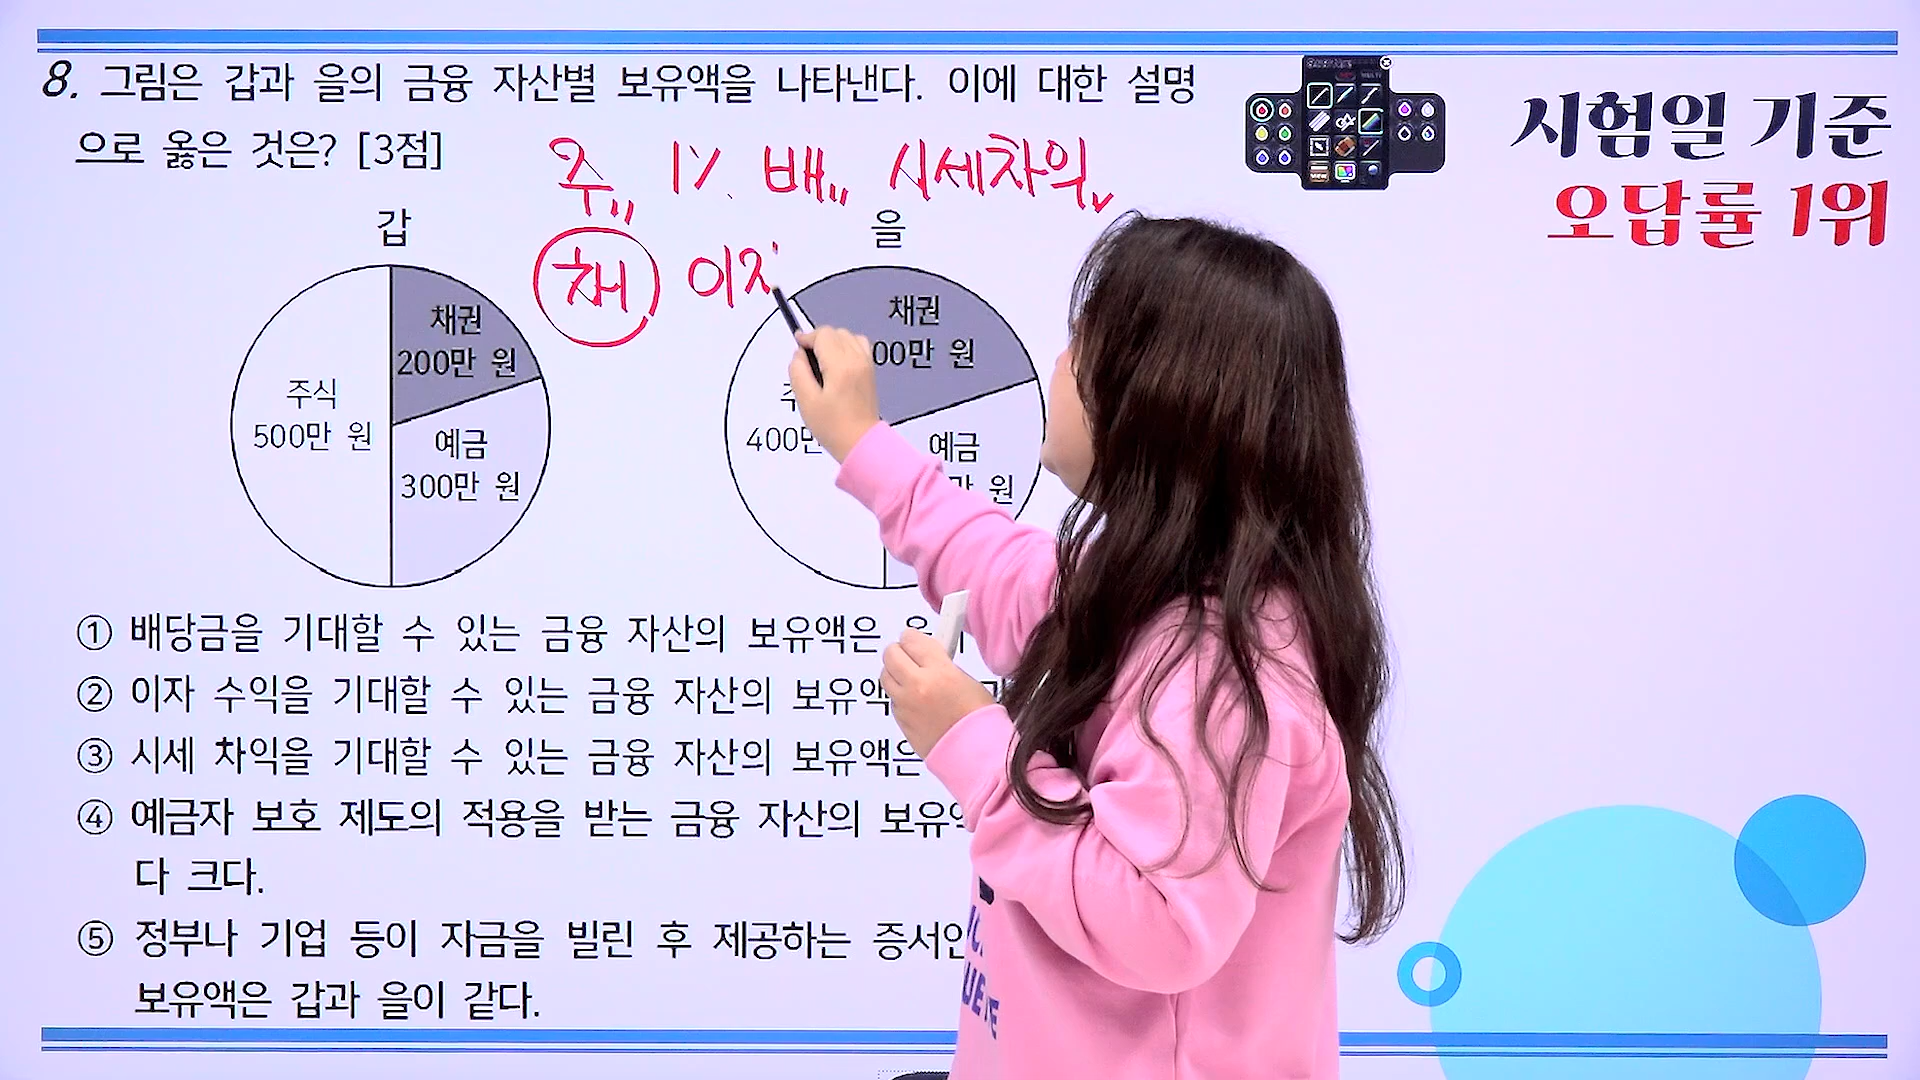 8. 그림은 갑과 을의 금융 자산별 보유액을 나타낸다. 이에 대한 설명
으로 옳은 것은? [3점]
시험일 기준
오답률 1위
주 1% 배 시세차익
채 이자
갑
을
채권
200만 원
주식
500만 원
예금
300만 원
채권
00만 원
400만
예금
만 원
① 배당금을 기대할 수 있는 금융 자산의 보유액은
② 이자 수익을 기대할 수 있는 금융 자산의 보유액
③ 시세 차익을 기대할 수 있는 금융 자산의 보유액은
④ 예금자 보호 제도의 적용을 받는 금융 자산의 보유
다 크다.
⑤ 정부나 기업 등이 자금을 빌린 후 제공하는 증서인
보유액은 갑과 을이 같다.